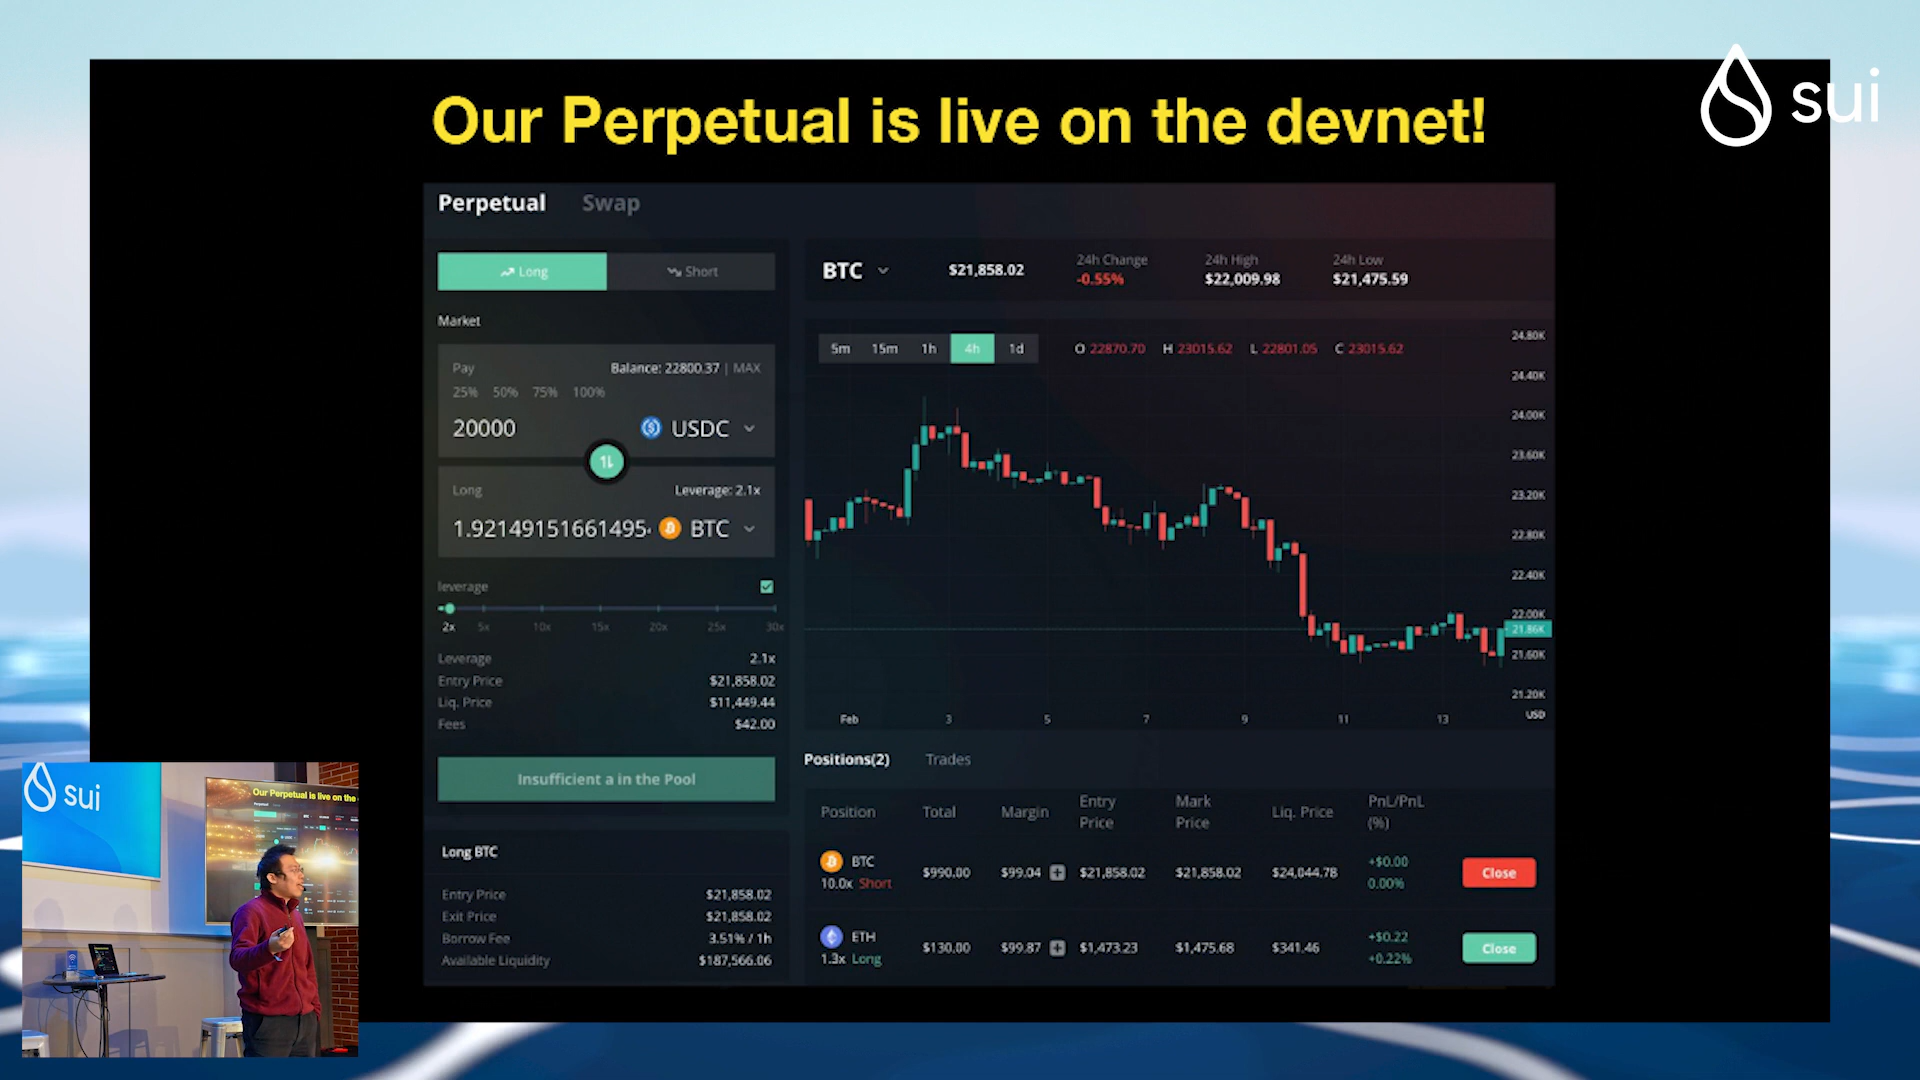 Our Perpetual is live on the devnet!
sui
Perpetual Swap
Long Short
BTC $21,858.02
24h Change 24h High 24h Low
-0.55% $22,009.98 $21,475.59
Market
5m 15m 1h 4h 1d O 22870.70 H 23015.62 L 22801.05 C 23015.62
Pay Balance: 22800.37 | MAX
25% 50% 75% 100%
20000 USDC
Long Leverage: 2.1x
1.92149151661495 BTC
leverage
2x 5x 10x 15x 20x 25x 30x
Leverage 2.1x
Entry Price $21,858.02
Liq. Price $11,449.44
Fees $42.00
Insufficient a in the Pool
24.80K
24.40K
24.00K
23.60K
23.20K
22.80K
22.40K
22.00K
21.86K
21.60K
21.20K
Feb 3 5 7 9 11 13 USD
Positions(2) Trades
Position Total Margin Entry Price Mark Price Liq. Price PnL/PnL (%)
BTC $990.00 $99.04 $21,858.02 $21,858.02 $24,044.78 +$0.00 Close
10.0x Short 0.00%
ETH $130.00 $99.87 $1,473.23 $1,475.68 $341.46 +$0.22 Close
1.3x Long +0.22%
Long BTC
Entry Price $21,858.02
Exit Price $21,858.02
Borrow Fee 3.51% / 1h
Available Liquidity $187,566.06
sui
Our Perpetual is live on the